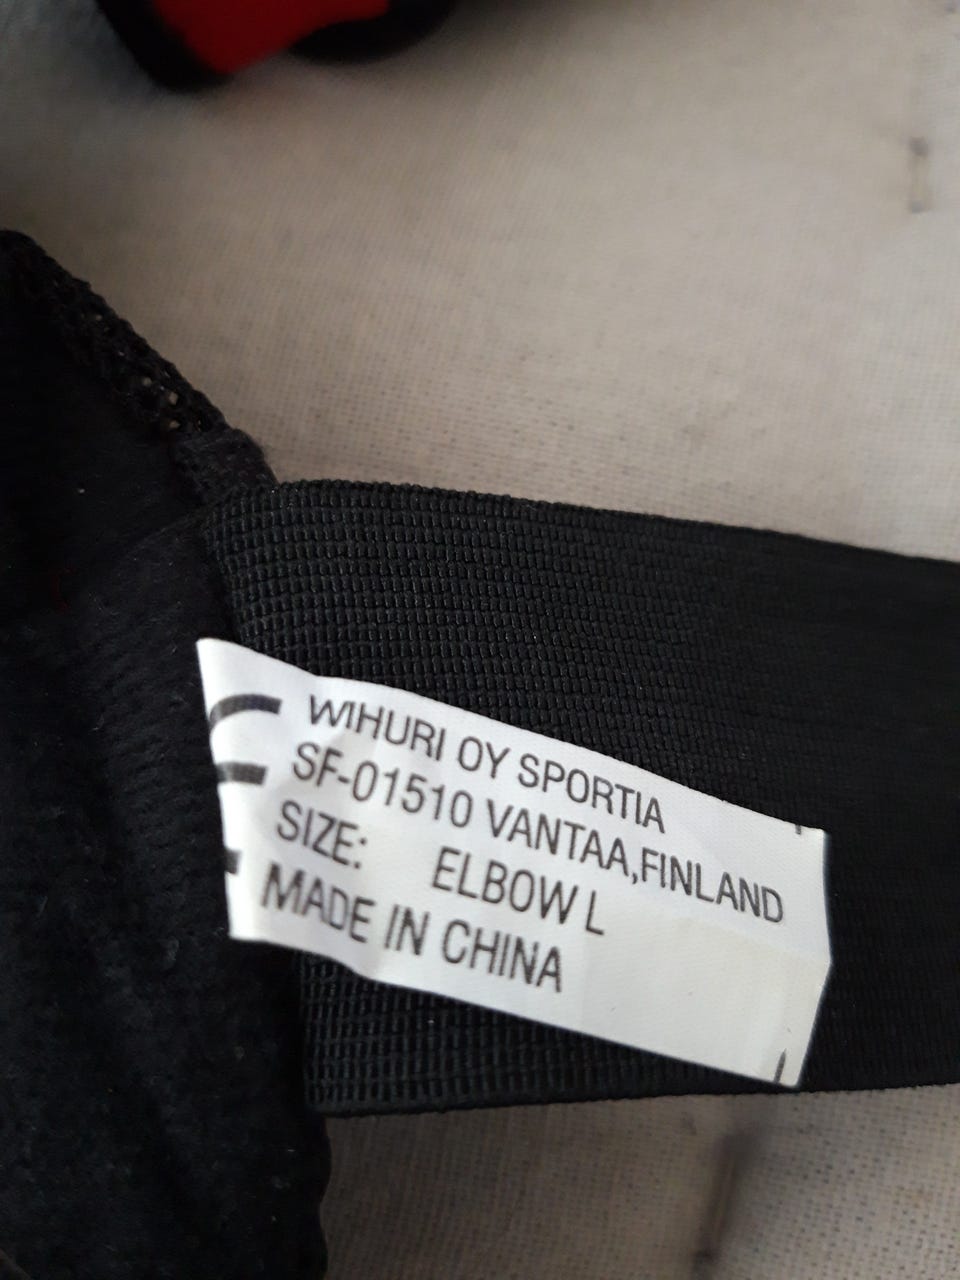 WIHURI OY SPORTIA
SF-01510 VANTAA,FINLAND
SIZE: ELBOW L
MADE IN CHINA